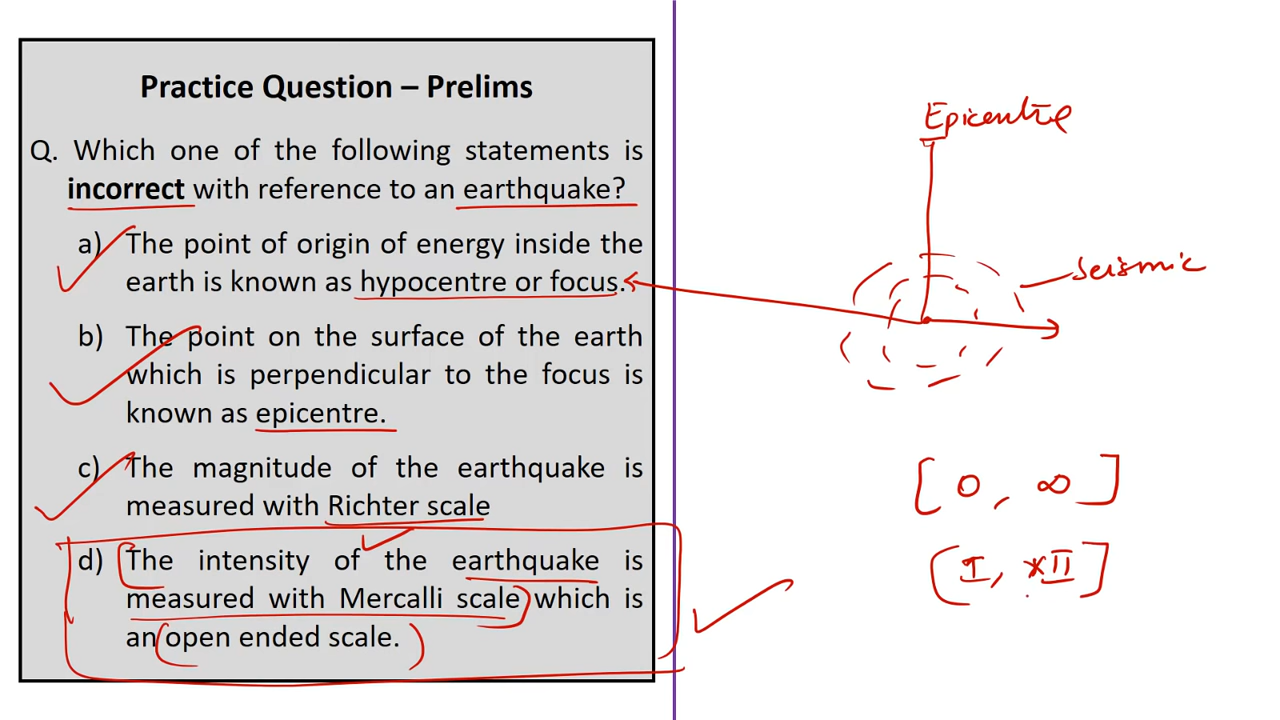 Practice Question – Prelims
Q. Which one of the following statements is
incorrect with reference to an earthquake?
a) The point of origin of energy inside the
earth is known as hypocentre or focus.
b) The point on the surface of the earth
which is perpendicular to the focus is
known as epicentre.
c) The magnitude of the earthquake is
measured with Richter scale
d) The intensity of the earthquake is
measured with Mercalli scale which is
an open ended scale.
Epicentre
Seismic
[0, ∞]
[I, XII]